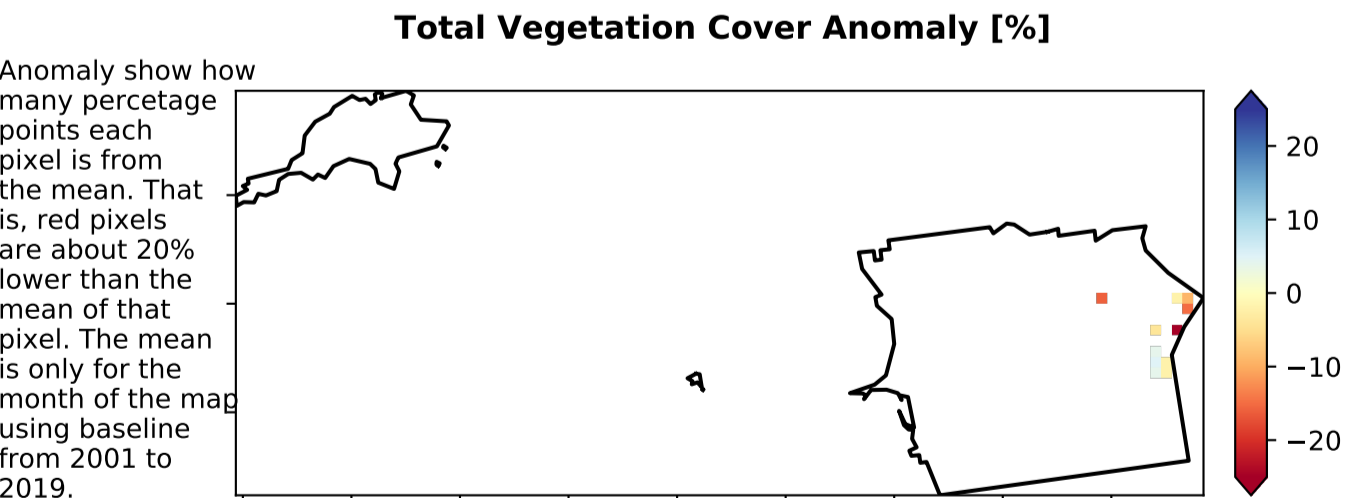 Total Vegetation Cover Anomaly [%]
Anomaly show how
many percetage
points each
pixel is from
the mean. That
is, red pixels
are about 20%
lower than the
mean of that
pixel. The mean
is only for the
month of the map
using baseline
from 2001 to
2019.
20
10
0
−10
−20